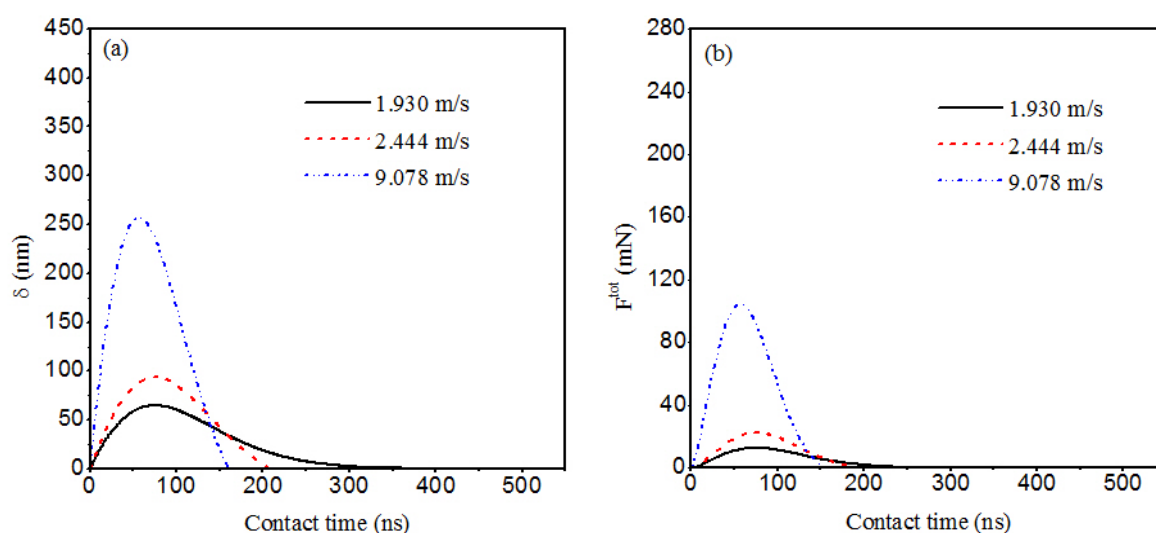 (a)
450
400
350
300
250
200
150
100
50
0
δ (nm)
1.930 m/s
2.444 m/s
9.078 m/s
0 100 200 300 400 500
Contact time (ns)
(b)
280
240
200
160
120
80
40
0
F^tot (mN)
1.930 m/s
2.444 m/s
9.078 m/s
0 100 200 300 400 500
Contact time (ns)